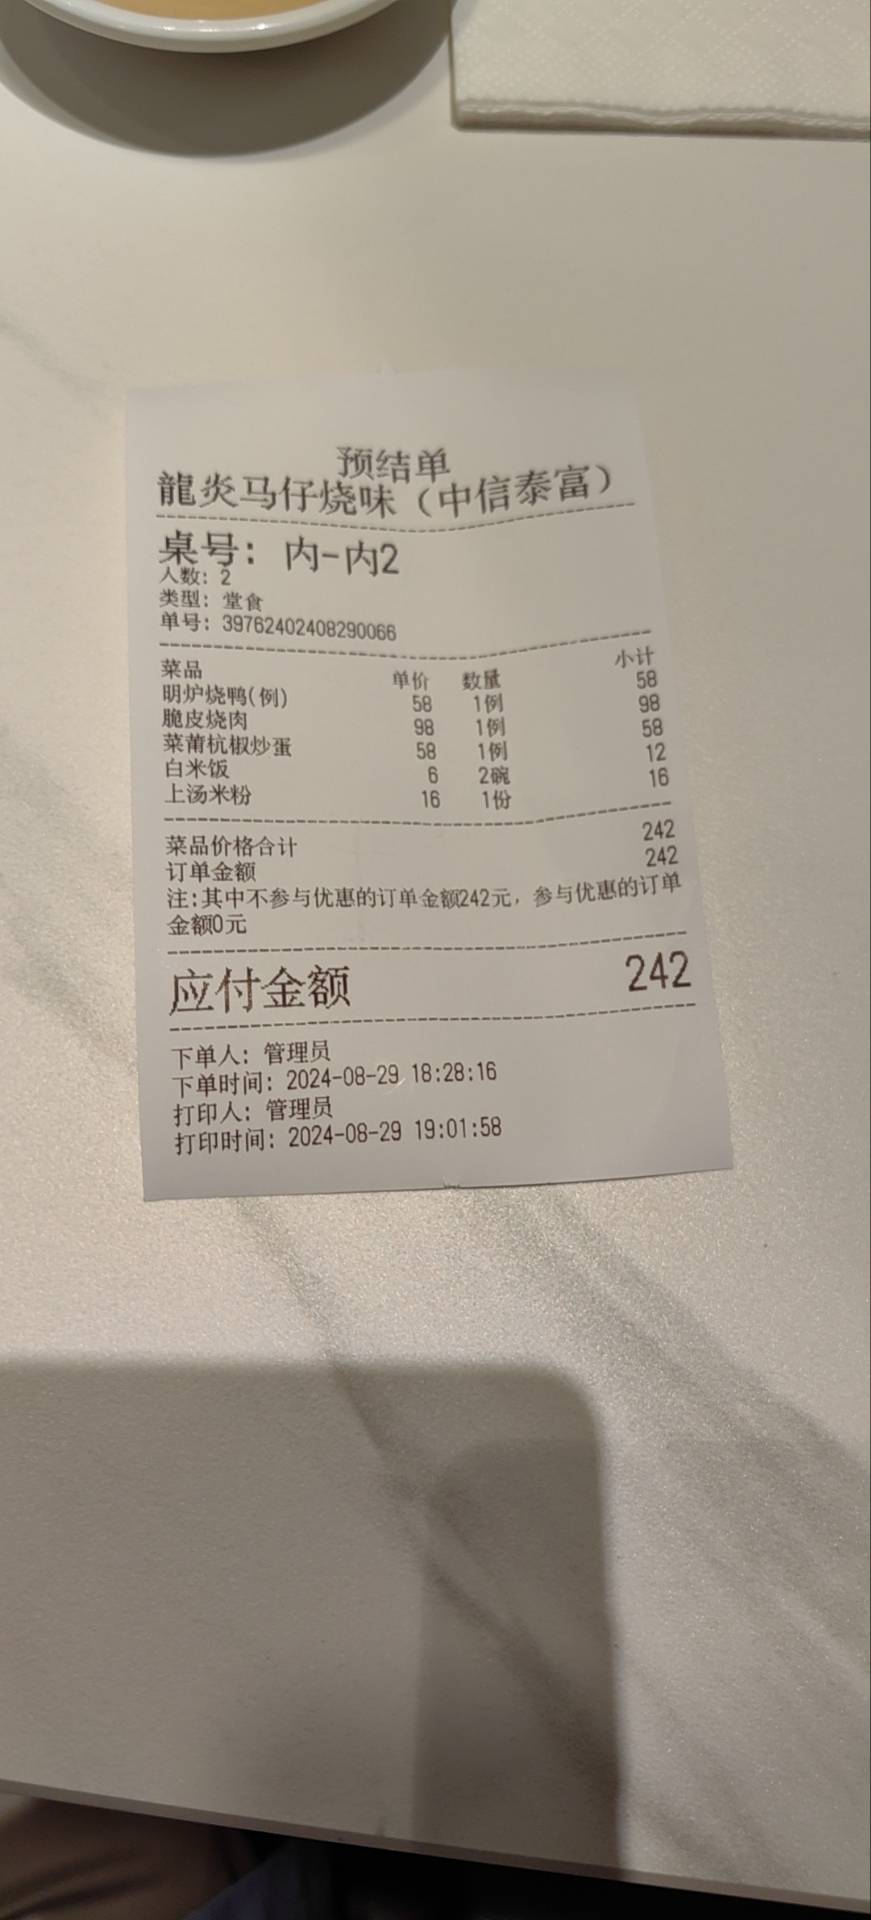 预结单
龍炎马仔烧味（中信泰富）
桌号：内-内2
人数：2
类型：堂食
单号：39762402408290066
菜品 单价 数量 小计
明炉烧鸭(例) 58 1例 58
脆皮烧肉 98 1例 98
菜莆杭椒炒蛋 58 1例 58
白米饭 6 2碗 12
上汤米粉 16 1份 16
菜品价格合计 242
订单金额 242
注:其中不参与优惠的订单金额242元，参与优惠的订单
金额0元
应付金额 242
下单人：管理员
下单时间：2024-08-29 18:28:16
打印人：管理员
打印时间：2024-08-29 19:01:58